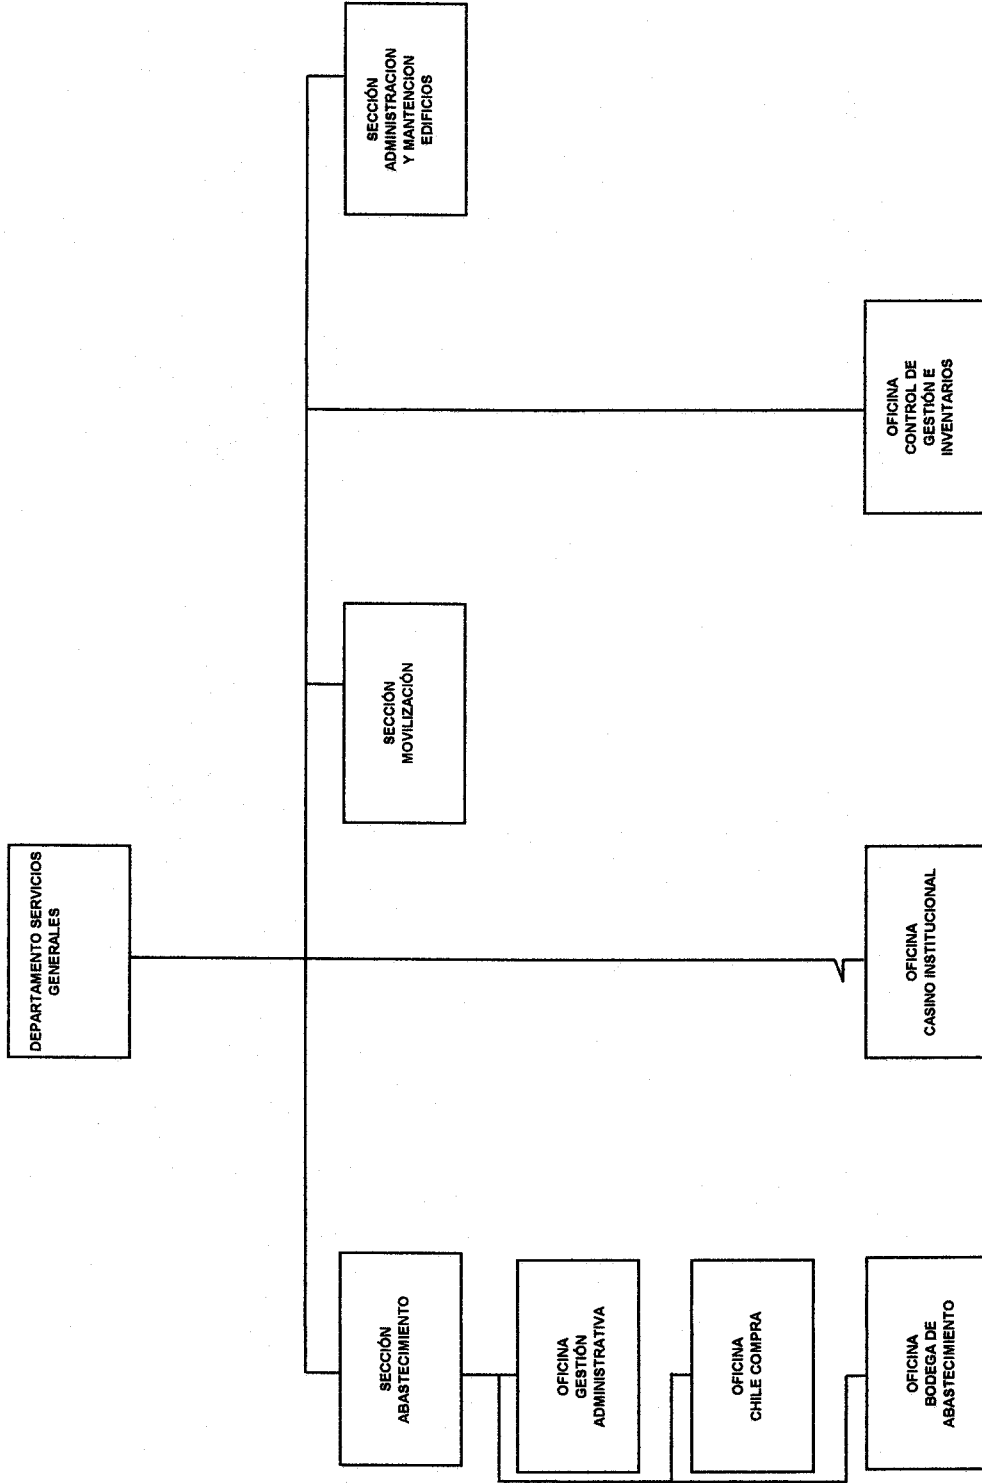 DEPARTAMENTO SERVICIOS
GENERALES
SECCIÓN
ABASTECIMIENTO
SECCIÓN
MOVILIZACIÓN
SECCIÓN
ADMINISTRACION
Y MANTENCION
EDIFICIOS
OFICINA
GESTIÓN
ADMINISTRATIVA
OFICINA
CHILE COMPRA
OFICINA
BODEGA DE
ABASTECIMIENTO
OFICINA
CASINO INSTITUCIONAL
OFICINA
CONTROL DE
GESTIÓN E
INVENTARIOS